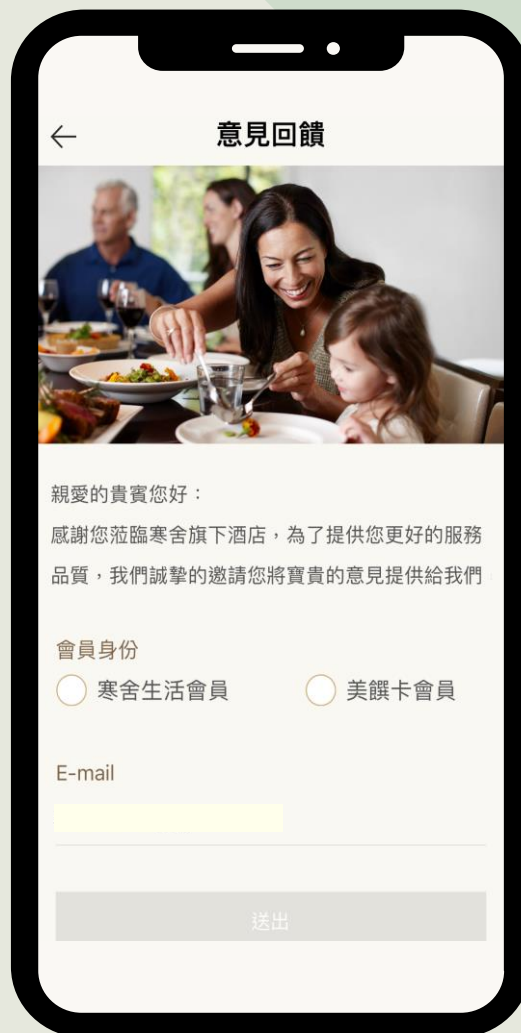 意見回饋
親愛的貴賓您好：
感謝您蒞臨寒舍旗下酒店，為了提供您更好的服務
品質，我們誠摯的邀請您將寶貴的意見提供給我們
會員身份
寒舍生活會員 美饌卡會員
E-mail
送出